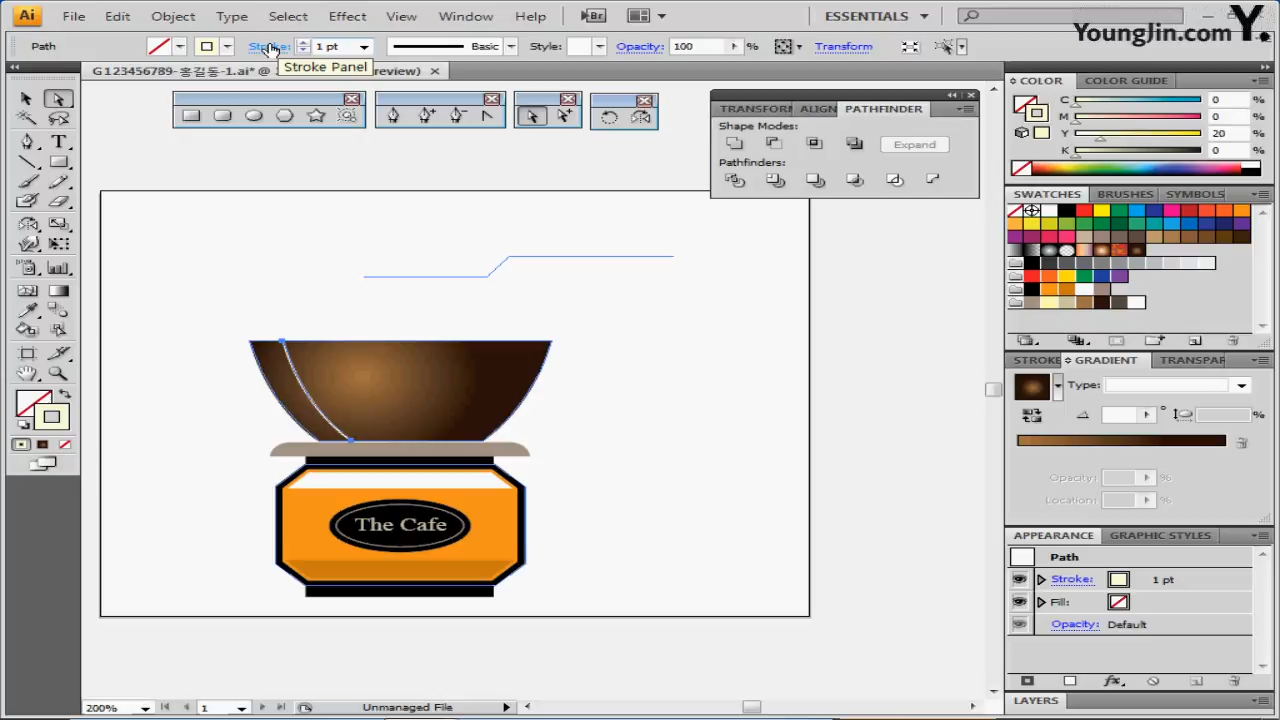 Ai File Edit Object Type Select Effect View Window Help Br ESSENTIALS
YoungJin.com Y.
Path Stroke: 1 pt Basic Style: Opacity: 100 % Transform
Stroke Panel
G123456789-홍길동-1.ai* @ review)
TRANSFORM ALIGN PATHFINDER
Shape Modes:
Expand
Pathfinders:
COLOR COLOR GUIDE
C 0 %
M 0 %
Y 20 %
K 0 %
SWATCHES BRUSHES SYMBOLS
STROKE GRADIENT TRANSPAR
Type:
° %
Opacity: %
Location: %
The Cafe
APPEARANCE GRAPHIC STYLES
Path
Stroke: 1 pt
Fill:
Opacity: Default
LAYERS
200% 1 Unmanaged File